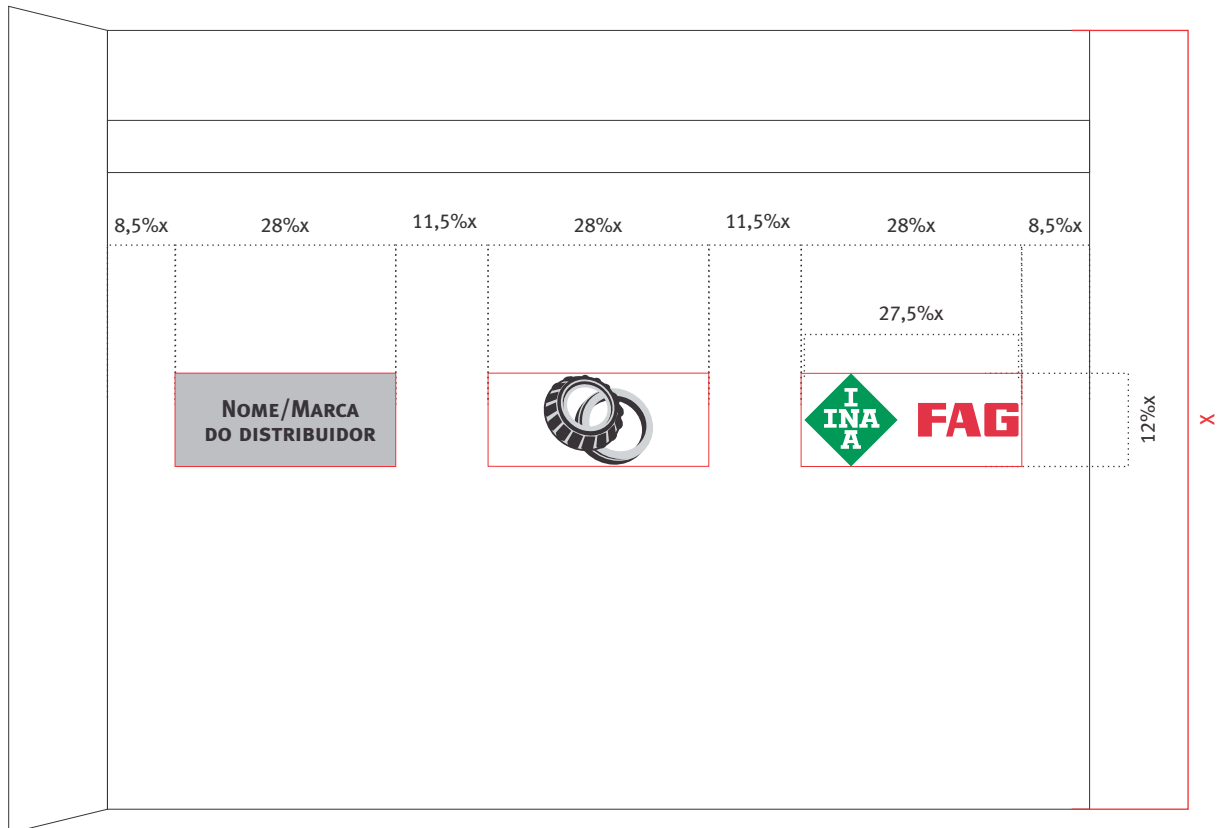 8,5%x
28%x
11,5%x
28%x
11,5%x
28%x
8,5%x
27,5%x
NOME/MARCA
DO DISTRIBUIDOR
I
INA
A
FAG
12%x
X